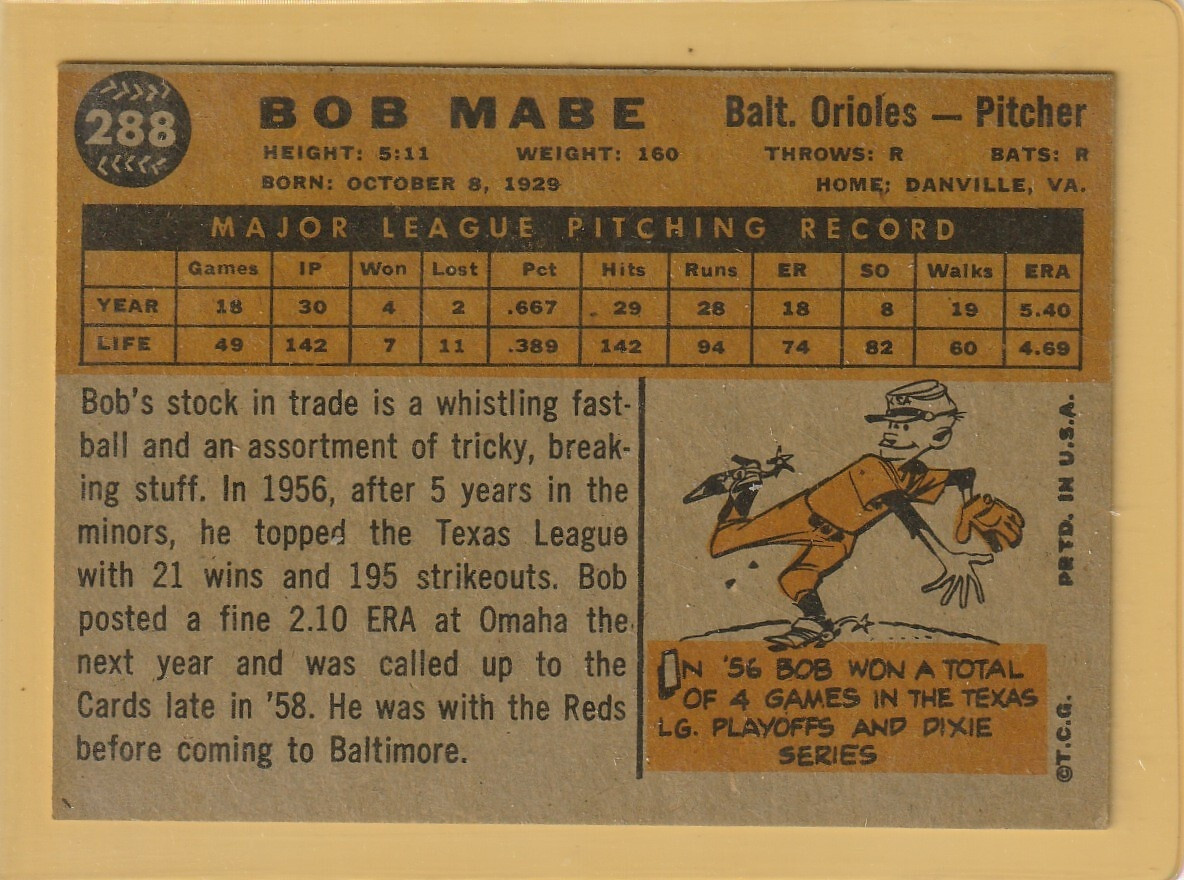 288
BOB MABE Balt. Orioles — Pitcher
HEIGHT: 5:11 WEIGHT: 160 THROWS: R BATS: R
BORN: OCTOBER 8, 1929 HOME: DANVILLE, VA.
MAJOR LEAGUE PITCHING RECORD
Games IP Won Lost Pct Hits Runs ER SO Walks ERA
YEAR 18 30 4 2 .667 29 28 18 8 19 5.40
LIFE 49 142 7 11 .389 142 94 74 82 60 4.69
Bob's stock in trade is a whistling fast-
ball and an assortment of tricky, break-
ing stuff. In 1956, after 5 years in the
minors, he topped the Texas League
with 21 wins and 195 strikeouts. Bob
posted a fine 2.10 ERA at Omaha the
next year and was called up to the
Cards late in '58. He was with the Reds
before coming to Baltimore.
IN '56 BOB WON A TOTAL
OF 4 GAMES IN THE TEXAS
LG. PLAYOFFS AND DIXIE
SERIES
©T.C.G. PRTD. IN U.S.A.